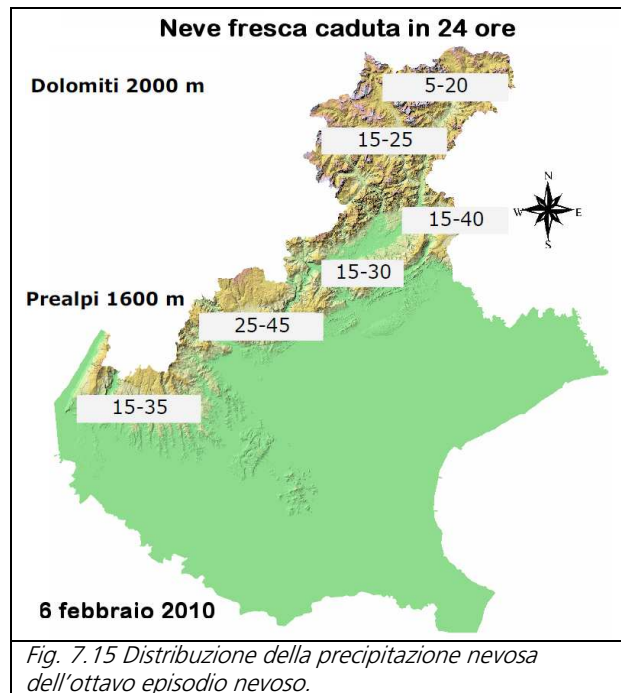 Neve fresca caduta in 24 ore
Dolomiti 2000 m
5-20
15-25
N
W E
S
15-40
15-30
Prealpi 1600 m
25-45
15-35
6 febbraio 2010
Fig. 7.15 Distribuzione della precipitazione nevosa
dell'ottavo episodio nevoso.